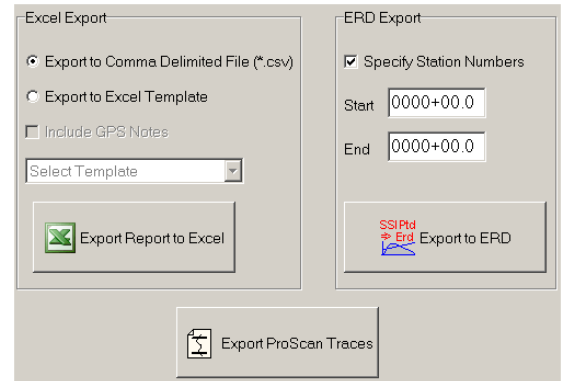 Excel Export
Export to Comma Delimited File (*.csv)
Export to Excel Template
Include GPS Notes
Select Template
Export Report to Excel
ERD Export
Specify Station Numbers
Start 0000+00.0
End 0000+00.0
SSI Ptd
⇒ Erd
Export to ERD
Export ProScan Traces